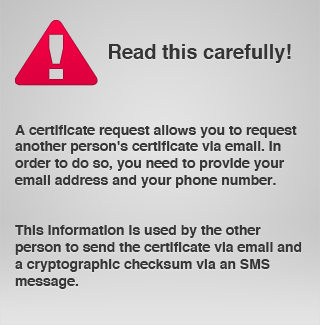 Read this carefully!
A certificate request allows you to request
another person's certificate via email. In
order to do so, you need to provide your
email address and your phone number.
This information is used by the other
person to send the certificate via email and
a cryptographic checksum via an SMS
message.